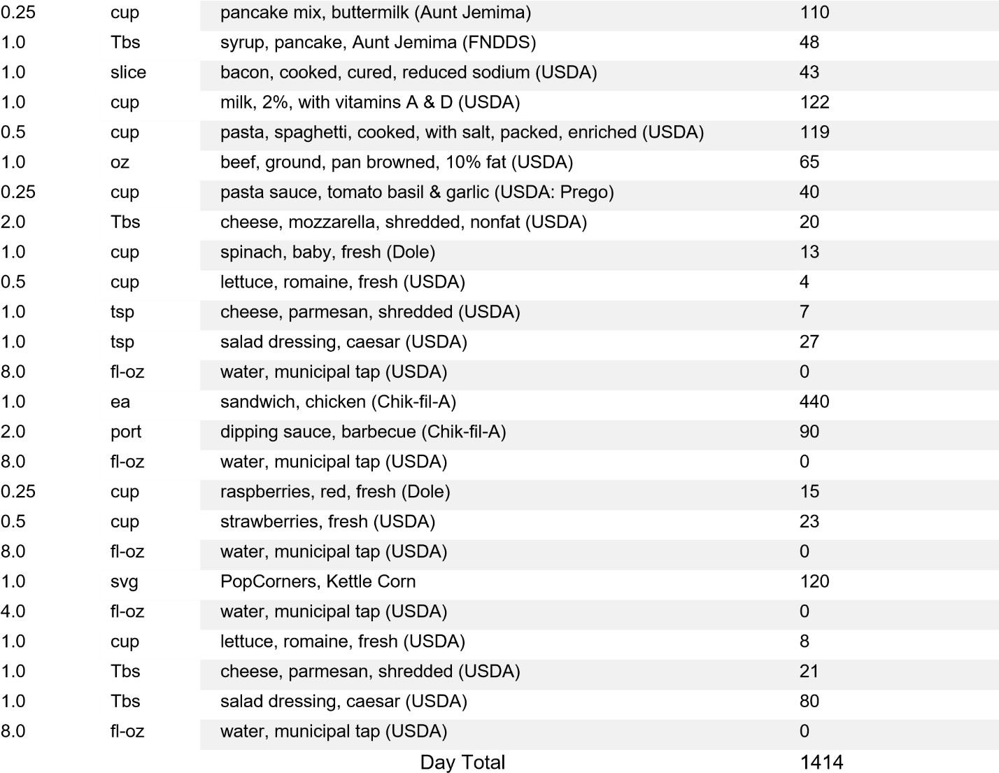 0.25 cup pancake mix, buttermilk (Aunt Jemima) 110
1.0 Tbs syrup, pancake, Aunt Jemima (FNDDS) 48
1.0 slice bacon, cooked, cured, reduced sodium (USDA) 43
1.0 cup milk, 2%, with vitamins A & D (USDA) 122
0.5 cup pasta, spaghetti, cooked, with salt, packed, enriched (USDA) 119
1.0 oz beef, ground, pan browned, 10% fat (USDA) 65
0.25 cup pasta sauce, tomato basil & garlic (USDA: Prego) 40
2.0 Tbs cheese, mozzarella, shredded, nonfat (USDA) 20
1.0 cup spinach, baby, fresh (Dole) 13
0.5 cup lettuce, romaine, fresh (USDA) 4
1.0 tsp cheese, parmesan, shredded (USDA) 7
1.0 tsp salad dressing, caesar (USDA) 27
8.0 fl-oz water, municipal tap (USDA) 0
1.0 ea sandwich, chicken (Chik-fil-A) 440
2.0 port dipping sauce, barbecue (Chik-fil-A) 90
8.0 fl-oz water, municipal tap (USDA) 0
0.25 cup raspberries, red, fresh (Dole) 15
0.5 cup strawberries, fresh (USDA) 23
8.0 fl-oz water, municipal tap (USDA) 0
1.0 svg PopCorners, Kettle Corn 120
4.0 fl-oz water, municipal tap (USDA) 0
1.0 cup lettuce, romaine, fresh (USDA) 8
1.0 Tbs cheese, parmesan, shredded (USDA) 21
1.0 Tbs salad dressing, caesar (USDA) 80
8.0 fl-oz water, municipal tap (USDA) 0
Day Total 1414